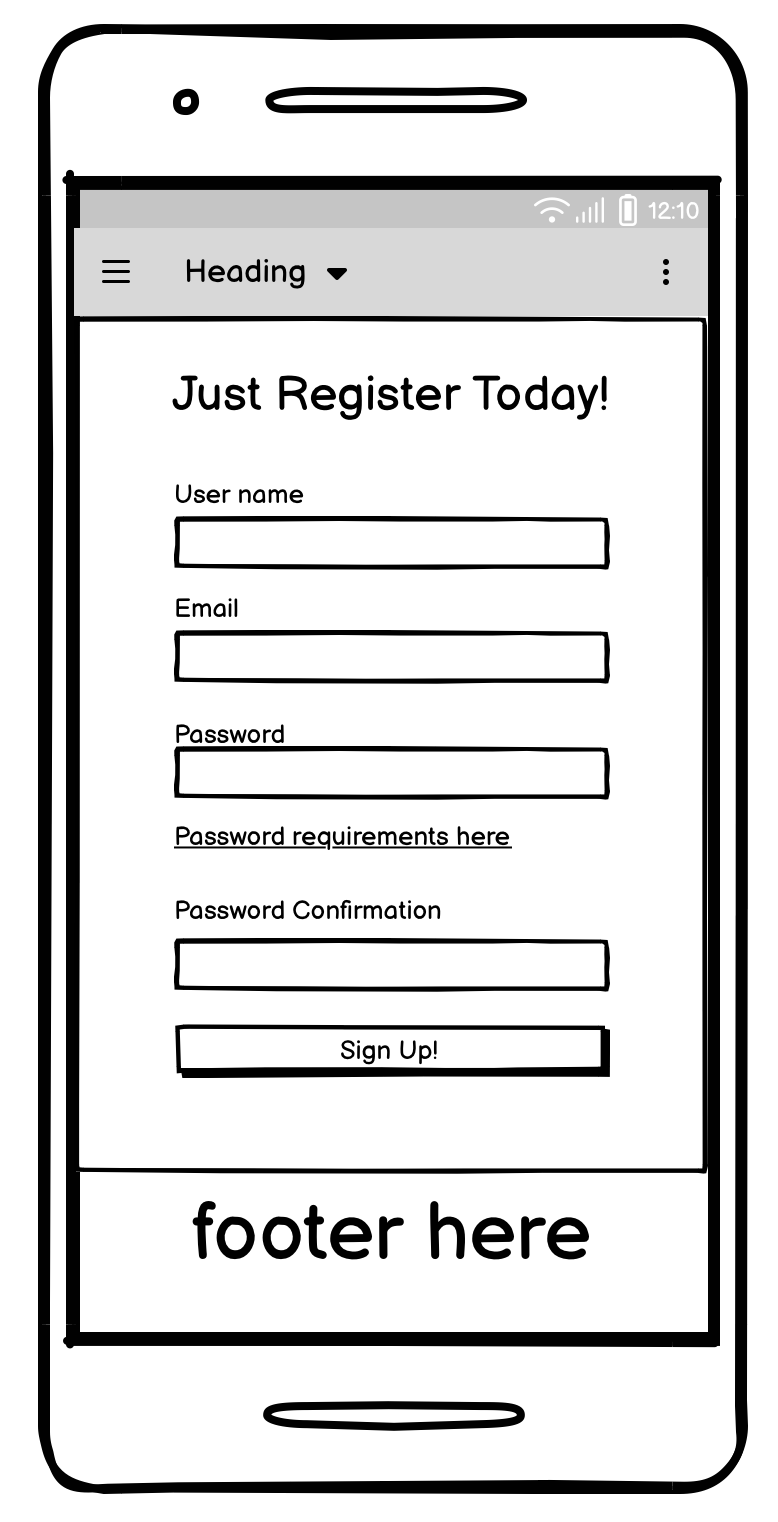 12:10
Heading
Just Register Today!
User name
Email
Password
Password requirements here
Password Confirmation
Sign Up!
footer here